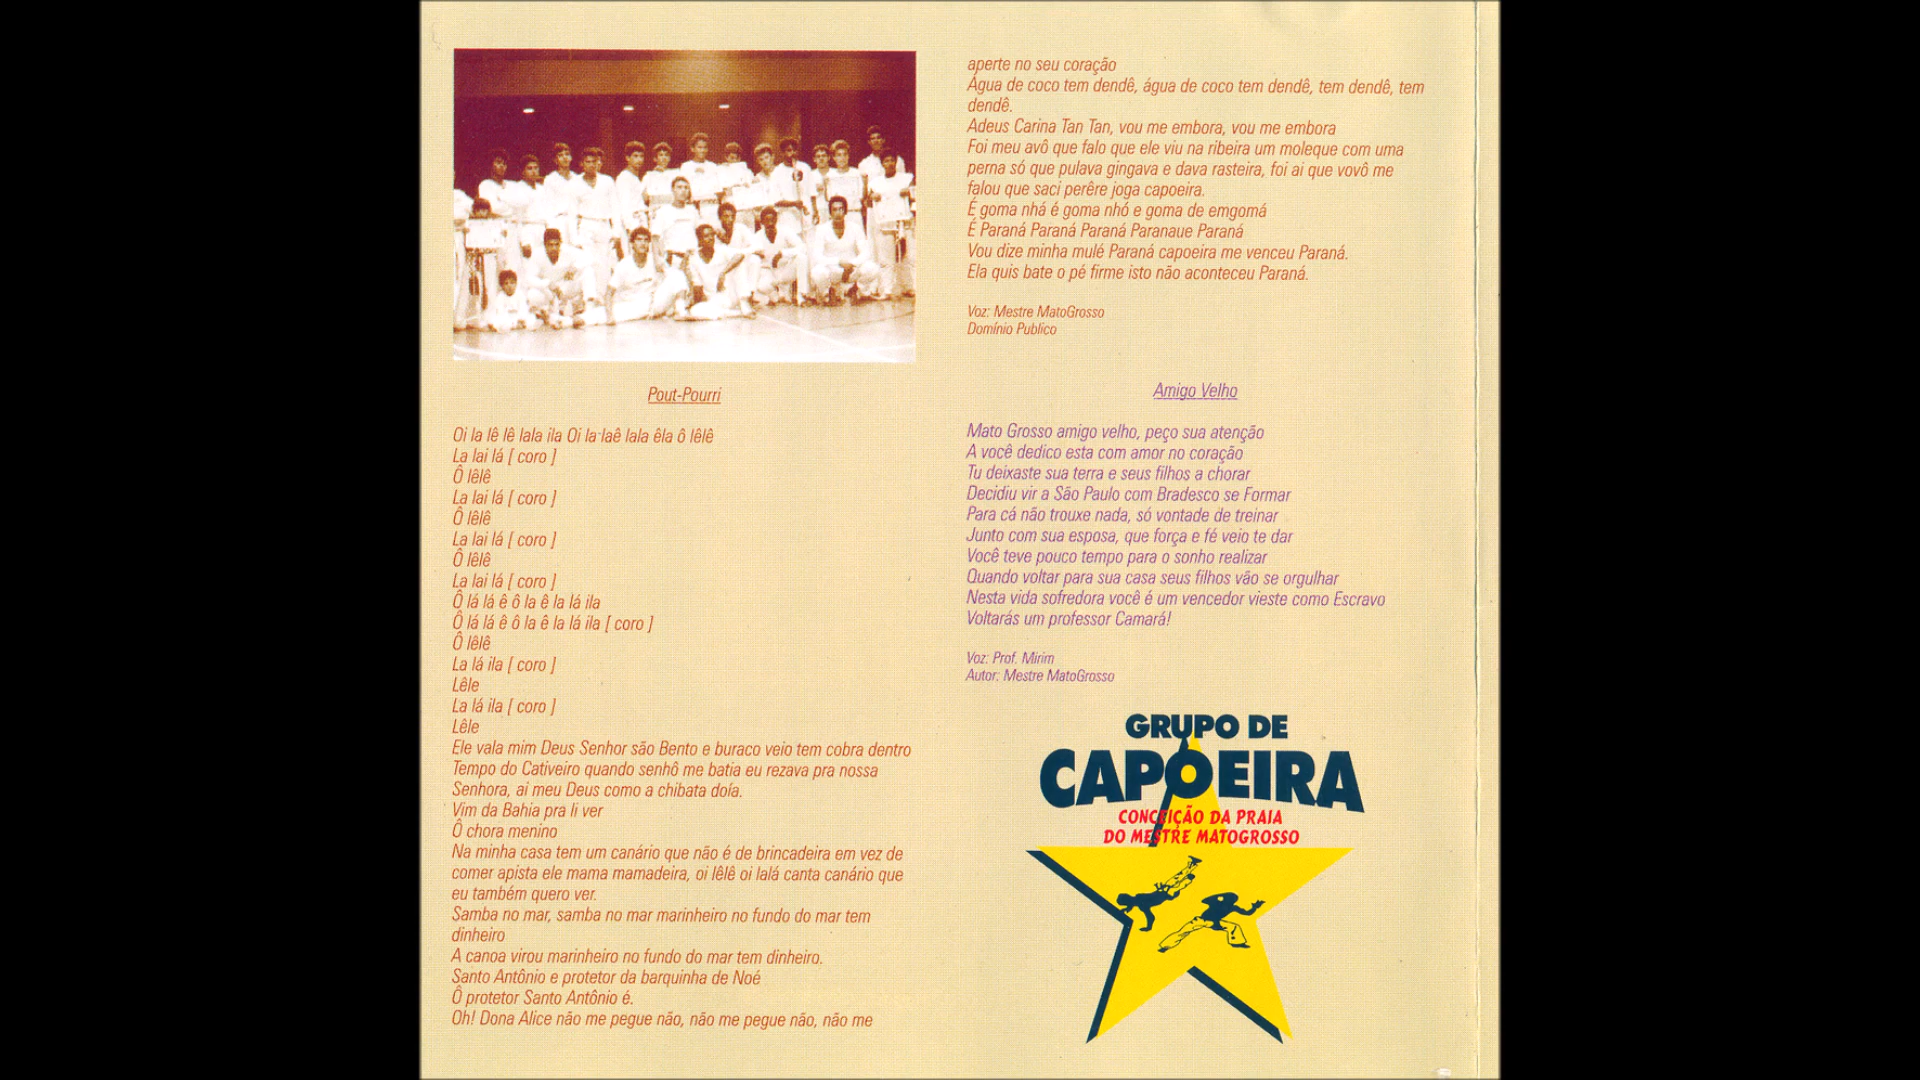 Pout-Pourri
Oi la lê lê lala ila Oi la laê lala êla ô lêlê
La lai lá [ coro ]
Ô lêlê
La lai lá [ coro ]
Ô lêlê
La lai lá [ coro ]
Ô lêlê
La lai lá [ coro ]
Ô lá lá ê ô la ê la lá ila
Ô lá lá ê ô la ê la lá ila [ coro ]
Ô lêlê
La lá ila [ coro ]
Lêle
La lá ila [ coro ]
Lêle
Ele vala mim Deus Senhor são Bento e buraco veio tem cobra dentro
Tempo do Cativeiro quando senhô me batia eu rezava pra nossa
Senhora, ai meu Deus como a chibata doía.
Vim da Bahia pra li ver
Ô chora menino
Na minha casa tem um canário que não é de brincadeira em vez de
comer apista ele mama mamadeira, oi lêlê oi lalá canta canário que
eu também quero ver.
Samba no mar, samba no mar marinheiro no fundo do mar tem
dinheiro
A canoa virou marinheiro no fundo do mar tem dinheiro.
Santo Antônio e protetor da barquinha de Noé
Ô protetor Santo Antônio é.
Oh! Dona Alice não me pegue não, não me pegue não, não me
aperte no seu coração
Água de coco tem dendê, água de coco tem dendê, tem dendê, tem
dendê.
Adeus Carina Tan Tan, vou me embora, vou me embora
Foi meu avô que falo que ele viu na ribeira um moleque com uma
perna só que pulava gingava e dava rasteira, foi ai que vovô me
falou que saci perêre joga capoeira.
É goma nhá é goma nhó e goma de emgomá
É Paraná Paraná Paraná Paranaue Paraná
Vou dize minha mulé Paraná capoeira me venceu Paraná.
Ela quis bate o pé firme isto não aconteceu Paraná.
Voz: Mestre MatoGrosso
Domínio Publico
Amigo Velho
Mato Grosso amigo velho, peço sua atenção
A você dedico esta com amor no coração
Tu deixaste sua terra e seus filhos a chorar
Decidiu vir a São Paulo com Bradesco se Formar
Para cá não trouxe nada, só vontade de treinar
Junto com sua esposa, que força e fé veio te dar
Você teve pouco tempo para o sonho realizar
Quando voltar para sua casa seus filhos vão se orgulhar
Nesta vida sofredora você é um vencedor vieste como Escravo
Voltarás um professor Camará!
Voz: Prof. Mirim
Autor: Mestre MatoGrosso
GRUPO DE
CAPOEIRA
CONCEIÇÃO DA PRAIA
DO MESTRE MATOGROSSO